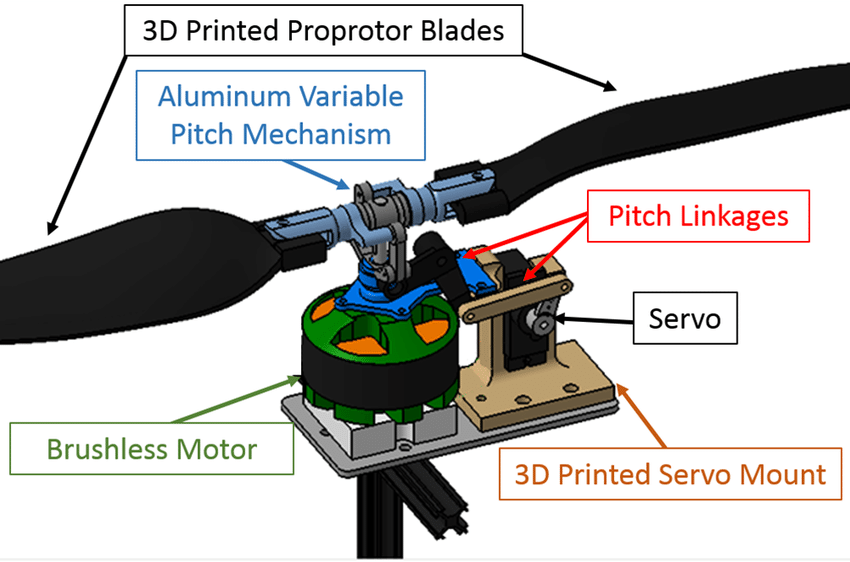 3D Printed Proprotor Blades
Aluminum Variable
Pitch Mechanism
Pitch Linkages
Servo
Brushless Motor
3D Printed Servo Mount